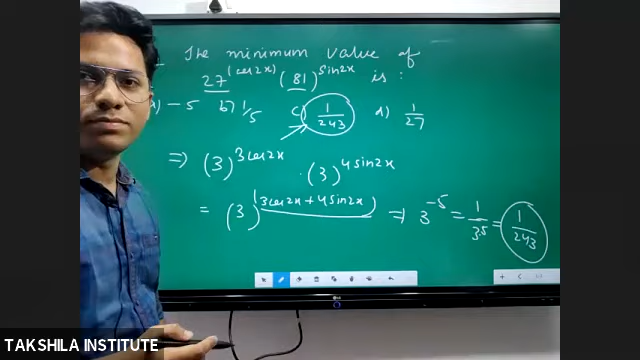 The minimum value of
27^(cos2x) (81)^sin2x is :
a) -5 b) 1/5 c) 1/243 d) 1/27
⇒ (3)^3cos2x · (3)^4sin2x
= (3)^(3cos2x + 4sin2x) ⇒ 3^-5 = 1/3^5 = 1/243
TAKSHILA INSTITUTE